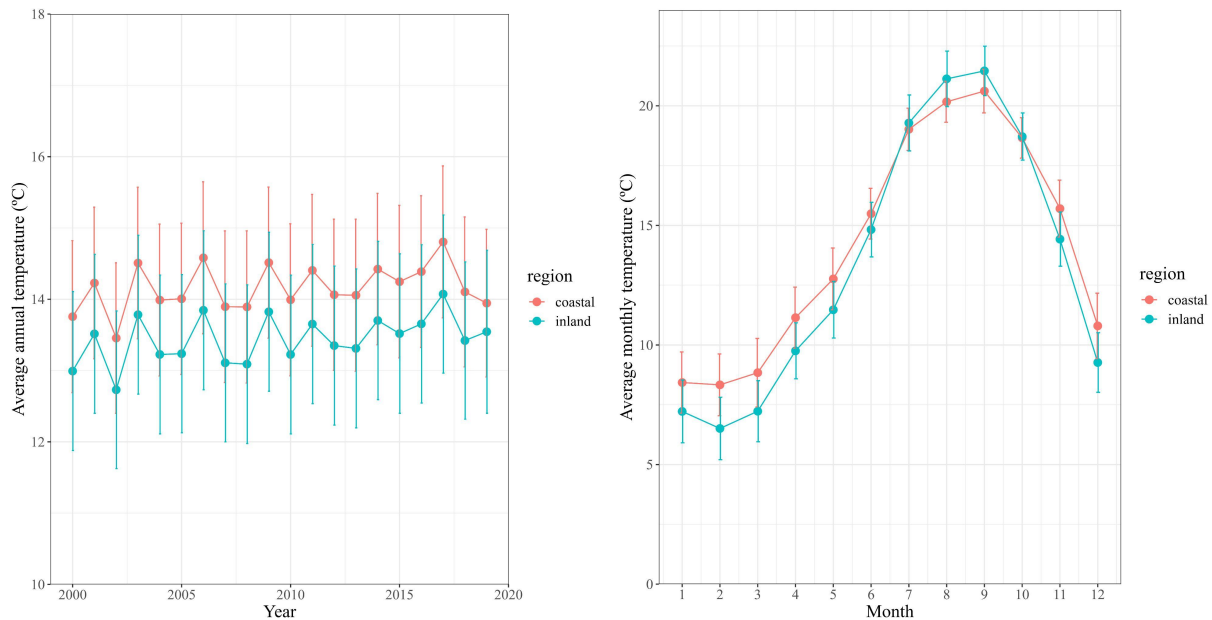 Average annual temperature (ºC)
18
16
14
12
10
2000
2005
2010
2015
2020
Year
region
coastal
inland
Average monthly temperature (ºC)
20
15
10
5
0
1
2
3
4
5
6
7
8
9
10
11
12
Month
region
coastal
inland